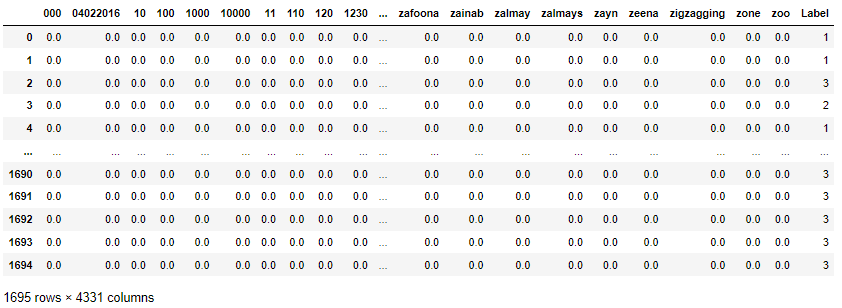 000 04022016 10 100 1000 10000 11 110 120 1230 ... zafoona zainab zalmay zalmays zayn zeena zigzagging zone zoo Label
0 0.0 0.0 0.0 0.0 0.0 0.0 0.0 0.0 0.0 0.0 ... 0.0 0.0 0.0 0.0 0.0 0.0 0.0 0.0 0.0 1
1 0.0 0.0 0.0 0.0 0.0 0.0 0.0 0.0 0.0 0.0 ... 0.0 0.0 0.0 0.0 0.0 0.0 0.0 0.0 0.0 1
2 0.0 0.0 0.0 0.0 0.0 0.0 0.0 0.0 0.0 0.0 ... 0.0 0.0 0.0 0.0 0.0 0.0 0.0 0.0 0.0 3
3 0.0 0.0 0.0 0.0 0.0 0.0 0.0 0.0 0.0 0.0 ... 0.0 0.0 0.0 0.0 0.0 0.0 0.0 0.0 0.0 2
4 0.0 0.0 0.0 0.0 0.0 0.0 0.0 0.0 0.0 0.0 ... 0.0 0.0 0.0 0.0 0.0 0.0 0.0 0.0 0.0 1
... ... ... ... ... ... ... ... ... ... ... ... ... ... ... ... ... ... ... ... ... ...
1690 0.0 0.0 0.0 0.0 0.0 0.0 0.0 0.0 0.0 0.0 ... 0.0 0.0 0.0 0.0 0.0 0.0 0.0 0.0 0.0 3
1691 0.0 0.0 0.0 0.0 0.0 0.0 0.0 0.0 0.0 0.0 ... 0.0 0.0 0.0 0.0 0.0 0.0 0.0 0.0 0.0 3
1692 0.0 0.0 0.0 0.0 0.0 0.0 0.0 0.0 0.0 0.0 ... 0.0 0.0 0.0 0.0 0.0 0.0 0.0 0.0 0.0 3
1693 0.0 0.0 0.0 0.0 0.0 0.0 0.0 0.0 0.0 0.0 ... 0.0 0.0 0.0 0.0 0.0 0.0 0.0 0.0 0.0 3
1694 0.0 0.0 0.0 0.0 0.0 0.0 0.0 0.0 0.0 0.0 ... 0.0 0.0 0.0 0.0 0.0 0.0 0.0 0.0 0.0 3
1695 rows × 4331 columns